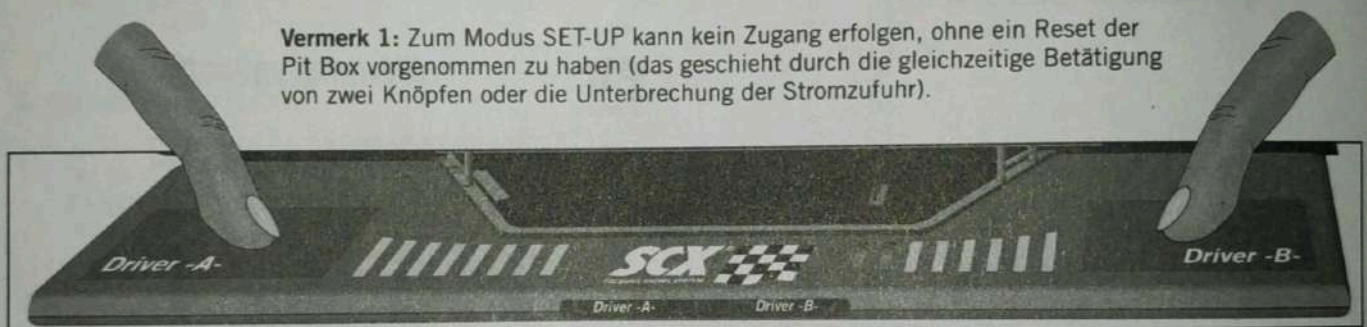 Vermerk 1: Zum Modus SET-UP kann kein Zugang erfolgen, ohne ein Reset der
Pit Box vorgenommen zu haben (das geschieht durch die gleichzeitige Betätigung
von zwei Knöpfen oder die Unterbrechung der Stromzufuhr).
Driver -A-
SCX
Driver -B-
Driver -A-
Driver -B-